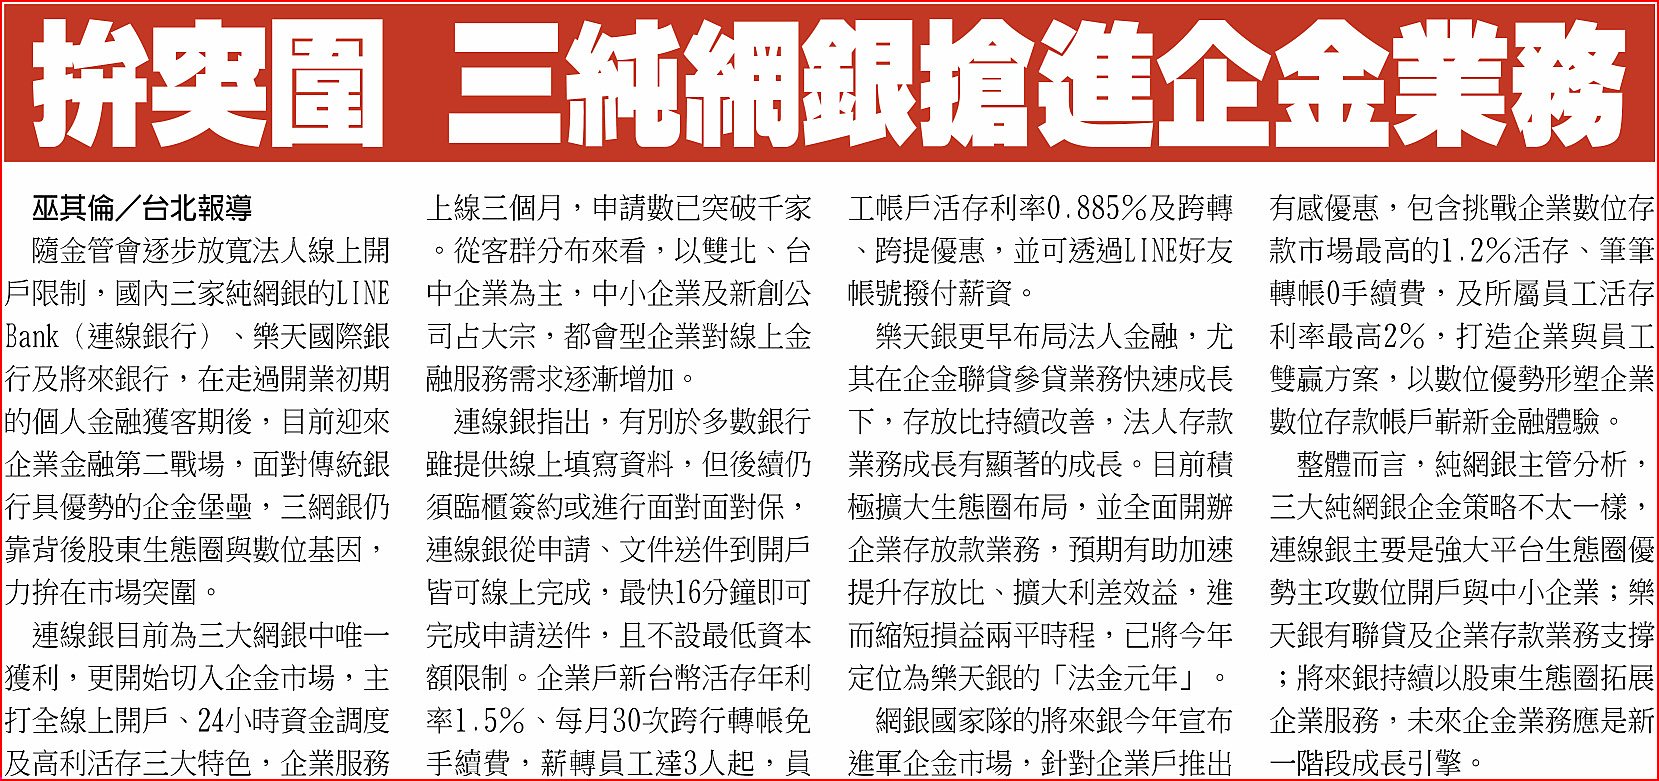 拚突圍 三純網銀搶進企金業務
巫其倫／台北報導
隨金管會逐步放寬法人線上開
戶限制，國內三家純網銀的LINE
Bank（連線銀行）、樂天國際銀
行及將來銀行，在走過開業初期
的個人金融獲客期後，目前迎來
企業金融第二戰場，面對傳統銀
行具優勢的企金堡壘，三網銀仍
靠背後股東生態圈與數位基因，
力拚在市場突圍。
連線銀目前為三大網銀中唯一
獲利，更開始切入企金市場，主
打全線上開戶、24小時資金調度
及高利活存三大特色，企業服務
上線三個月，申請數已突破千家
。從客群分布來看，以雙北、台
中企業為主，中小企業及新創公
司占大宗，都會型企業對線上金
融服務需求逐漸增加。
連線銀指出，有別於多數銀行
雖提供線上填寫資料，但後續仍
須臨櫃簽約或進行面對面對保，
連線銀從申請、文件送件到開戶
皆可線上完成，最快16分鐘即可
完成申請送件，且不設最低資本
額限制。企業戶新台幣活存年利
率1.5%、每月30次跨行轉帳免
手續費，薪轉員工達3人起，員
工帳戶活存利率0.885%及跨轉
、跨提優惠，並可透過LINE好友
帳號撥付薪資。
樂天銀更早布局法人金融，尤
其在企金聯貸參貸業務快速成長
下，存放比持續改善，法人存款
業務成長有顯著的成長。目前積
極擴大生態圈布局，並全面開辦
企業存放款業務，預期有助加速
提升存放比、擴大利差效益，進
而縮短損益兩平時程，已將今年
定位為樂天銀的「法金元年」。
網銀國家隊的將來銀今年宣布
進軍企金市場，針對企業戶推出
有感優惠，包含挑戰企業數位存
款市場最高的1.2%活存、筆筆
轉帳0手續費，及所屬員工活存
利率最高2%，打造企業與員工
雙贏方案，以數位優勢形塑企業
數位存款帳戶嶄新金融體驗。
整體而言，純網銀主管分析，
三大純網銀企金策略不太一樣，
連線銀主要是強大平台生態圈優
勢主攻數位開戶與中小企業；樂
天銀有聯貸及企業存款業務支撐
；將來銀持續以股東生態圈拓展
企業服務，未來企金業務應是新
一階段成長引擎。